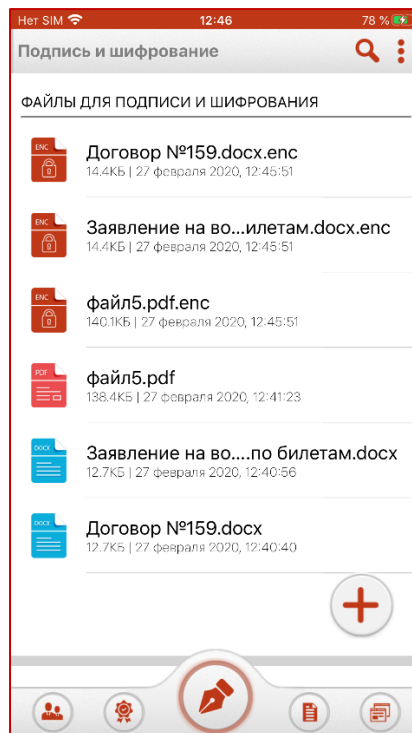 Нет SIM 12:46 78 %
Подпись и шифрование
ФАЙЛЫ ДЛЯ ПОДПИСИ И ШИФРОВАНИЯ
ENC
Договор №159.docx.enc
14.4КБ | 27 февраля 2020, 12:45:51
ENC
Заявление на во...илетам.docx.enc
14.4КБ | 27 февраля 2020, 12:45:51
ENC
файл5.pdf.enc
140.1КБ | 27 февраля 2020, 12:45:51
PDF
файл5.pdf
138.4КБ | 27 февраля 2020, 12:41:23
DOCX
Заявление на во....по билетам.docx
12.7КБ | 27 февраля 2020, 12:40:56
DOCX
Договор №159.docx
12.7КБ | 27 февраля 2020, 12:40:40